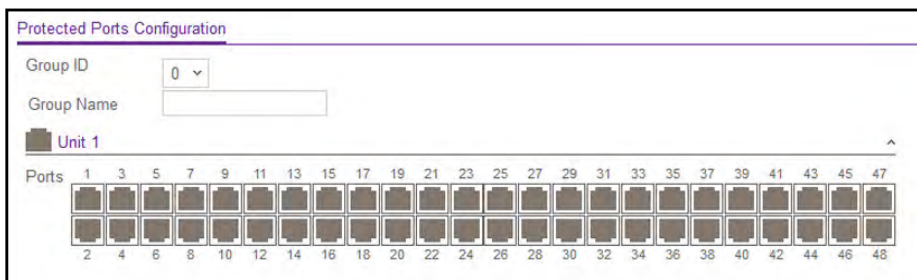 Protected Ports Configuration
Group ID 0
Group Name
Unit 1
Ports 1 3 5 7 9 11 13 15 17 19 21 23 25 27 29 31 33 35 37 39 41 43 45 47
2 4 6 8 10 12 14 16 18 20 22 24 26 28 30 32 34 36 38 40 42 44 46 48